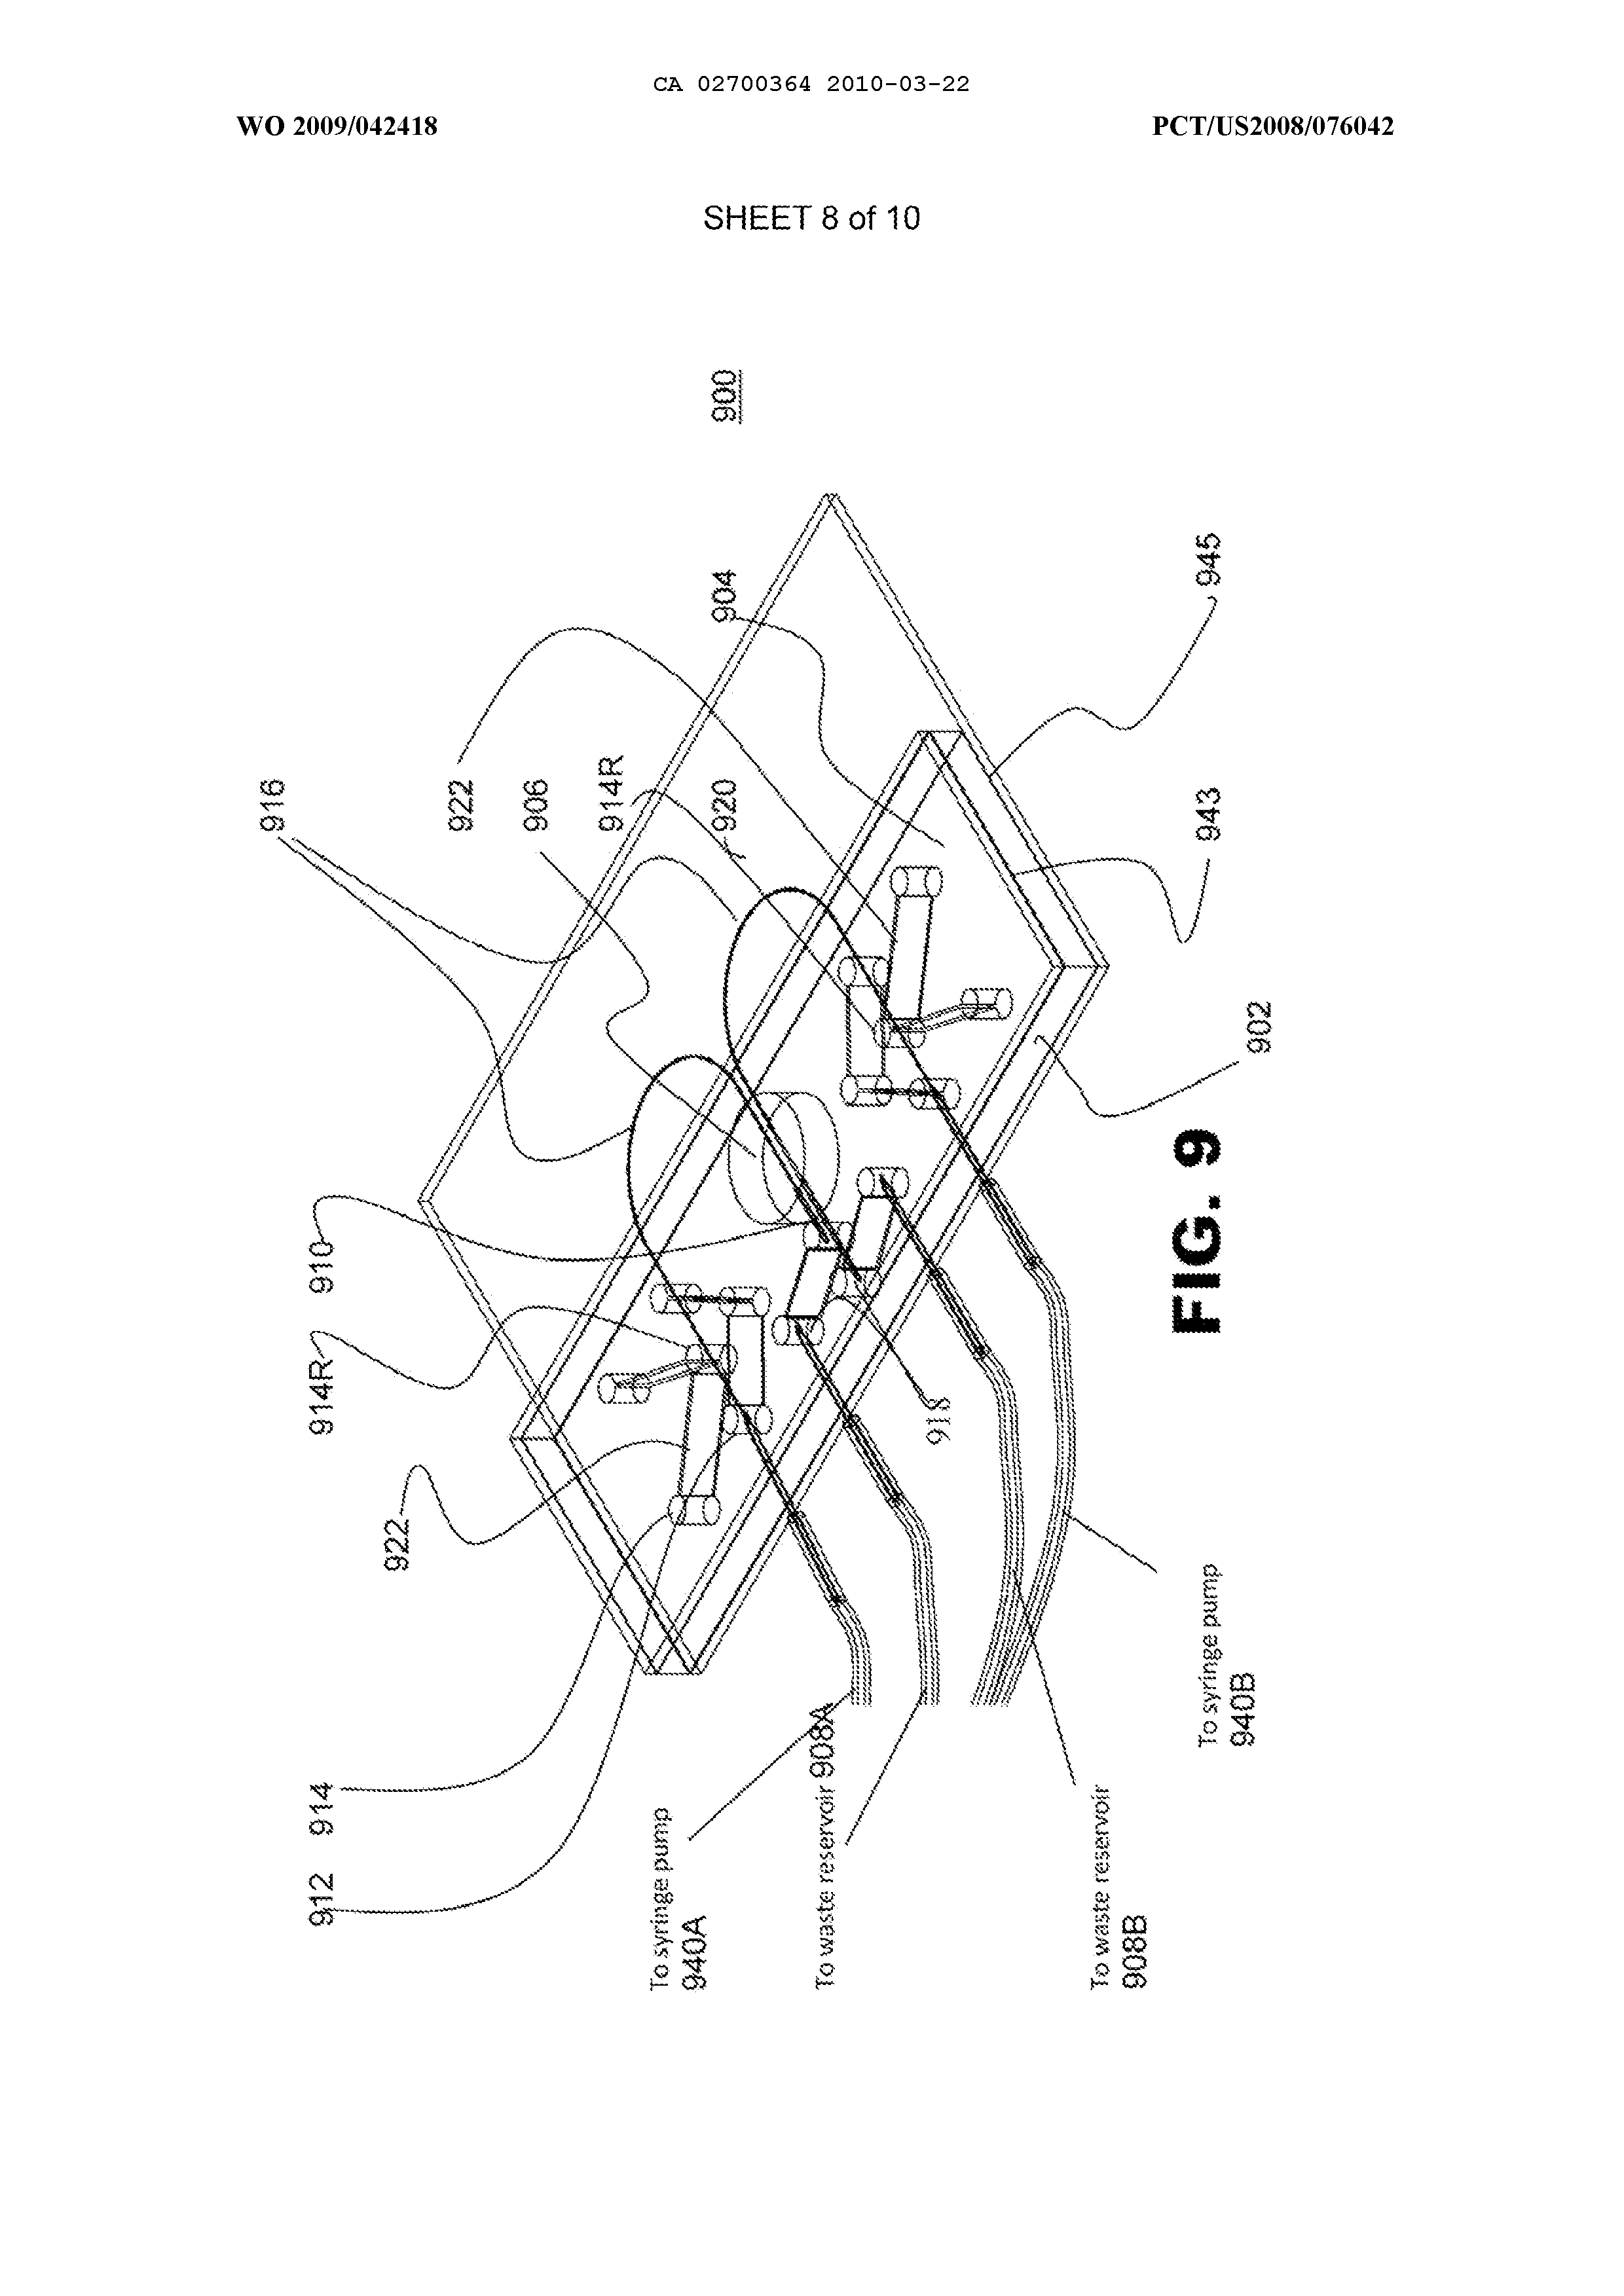 CA 02700364 2010-03-22
WO 2009/042418
PCT/US2008/076042
SHEET 8 of 10
900
904
945
916
922
906
914R
920
943
902
910
914R
918
922
FIG. 9
914
912
To syringe pump
940A
To waste reservoir 908A
To waste reservoir
908B
To syringe pump
940B